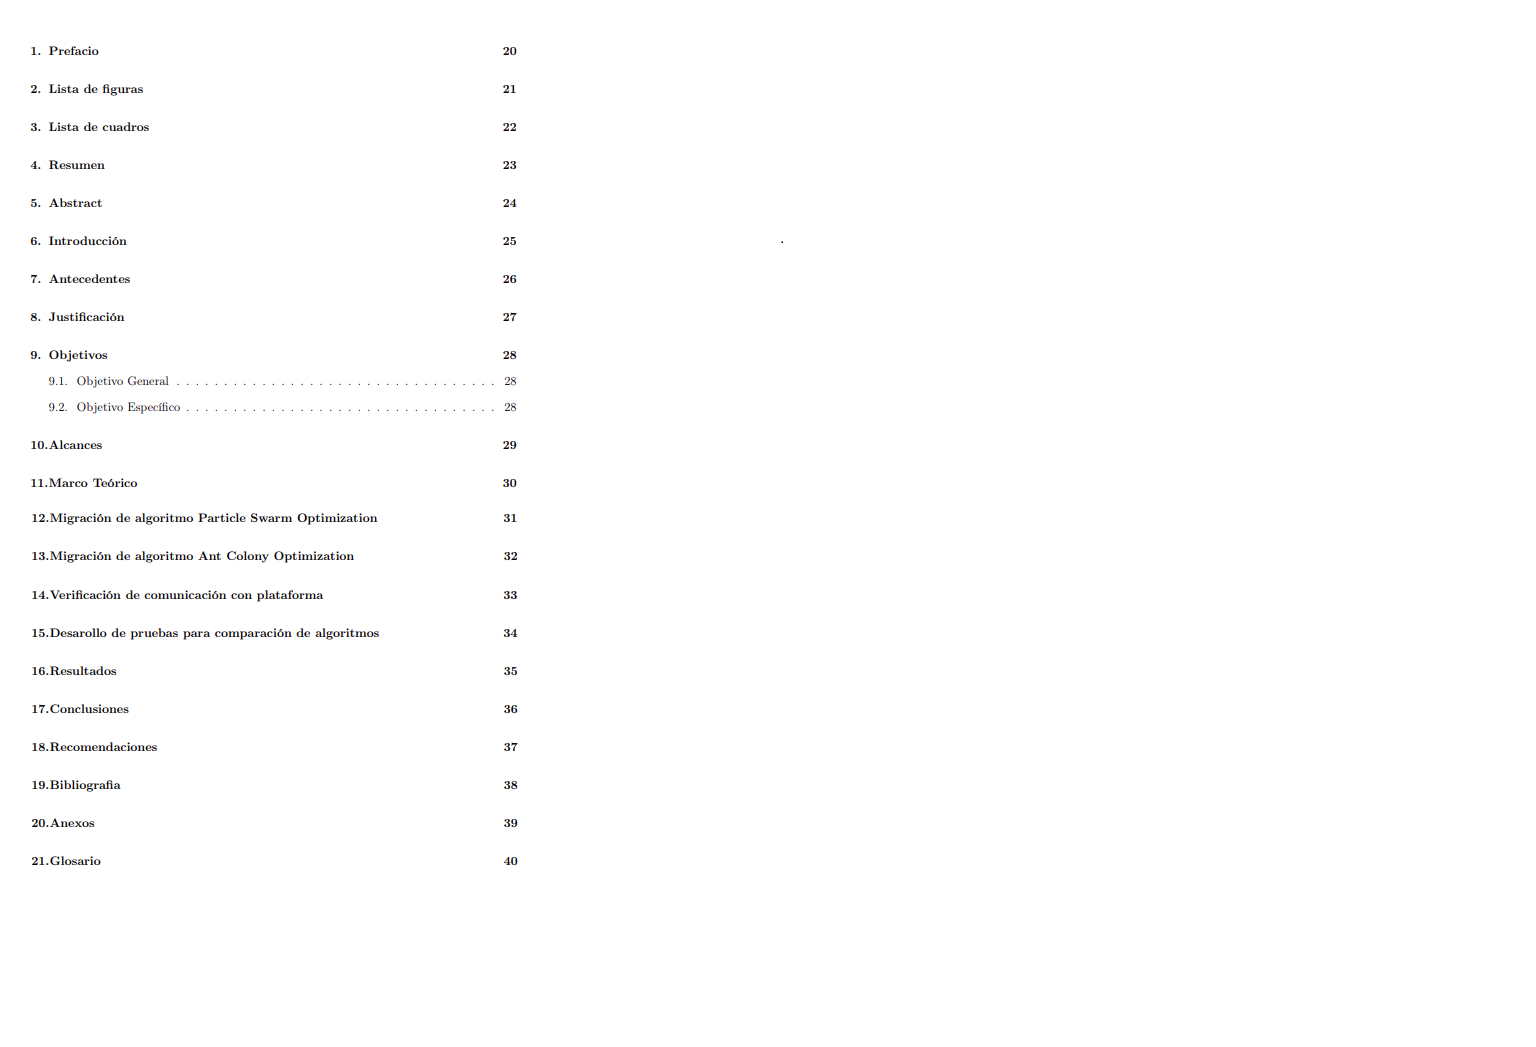 1. Prefacio 20
2. Lista de figuras 21
3. Lista de cuadros 22
4. Resumen 23
5. Abstract 24
6. Introducción 25
7. Antecedentes 26
8. Justificación 27
9. Objetivos 28
9.1. Objetivo General . . . . . . . . . . . . . . . . . . . . . . . . . . . . . . . . . . 28
9.2. Objetivo Específico . . . . . . . . . . . . . . . . . . . . . . . . . . . . . . . . . 28
10.Alcances 29
11.Marco Teórico 30
12.Migración de algoritmo Particle Swarm Optimization 31
13.Migración de algoritmo Ant Colony Optimization 32
14.Verificación de comunicación con plataforma 33
15.Desarollo de pruebas para comparación de algoritmos 34
16.Resultados 35
17.Conclusiones 36
18.Recomendaciones 37
19.Bibliografia 38
20.Anexos 39
21.Glosario 40